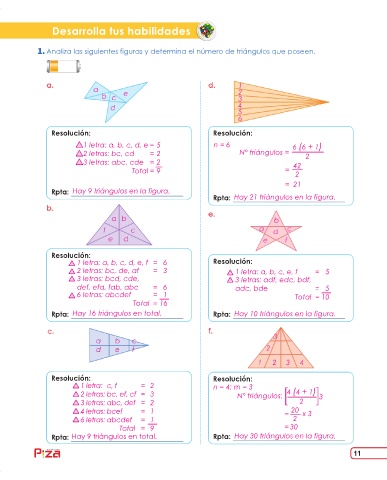 Desarrolla tus habilidades
1. Analiza las siguientes figuras y determina el número de triángulos que poseen.
a.
a
b c e
d
Resolución:
1 letra: a, b, c, d, e = 5
2 letras: bc, cd = 2
3 letras: abc, cde = 2
Total = 9
Rpta: Hay 9 triángulos en la figura.
b.
a b
f c
e d
Resolución:
1 letra: a, b, c, d, e, f = 6
2 letras: bc, de, af = 3
3 letras: bcd, cde,
def, efa, fab, abc = 6
6 letras: abcdef = 1
Total = 16
Rpta: Hay 16 triángulos en total.
c.
a b c
d e f
Resolución:
1 letra: c, f = 2
2 letras: bc, ef, cf = 3
3 letras: abc, def = 2
4 letras: bcef = 1
6 letras: abcdef = 1
Total = 9
Rpta: Hay 9 triángulos en total.
d.
1
2
3
4
5
6
Resolución:
n = 6
Nº triángulos = 6 (6 + 1)
2
= 42
2
= 21
Rpta: Hay 21 triángulos en la figura.
e.
b
a c
d
e
Resolución:
1 letra: a, b, c, e, f = 5
3 letras: adf, edc, bdf,
adc, bde = 5
Total = 10
Rpta: Hay 10 triángulos en la figura.
f.
3
2
1 2 3 4
Resolución:
n = 4; m = 3
Nº triángulos: [4 (4 + 1)] 3
2
= 20 x 3
2
=30
Rpta: Hay 30 triángulos en la figura.
PIZA
11